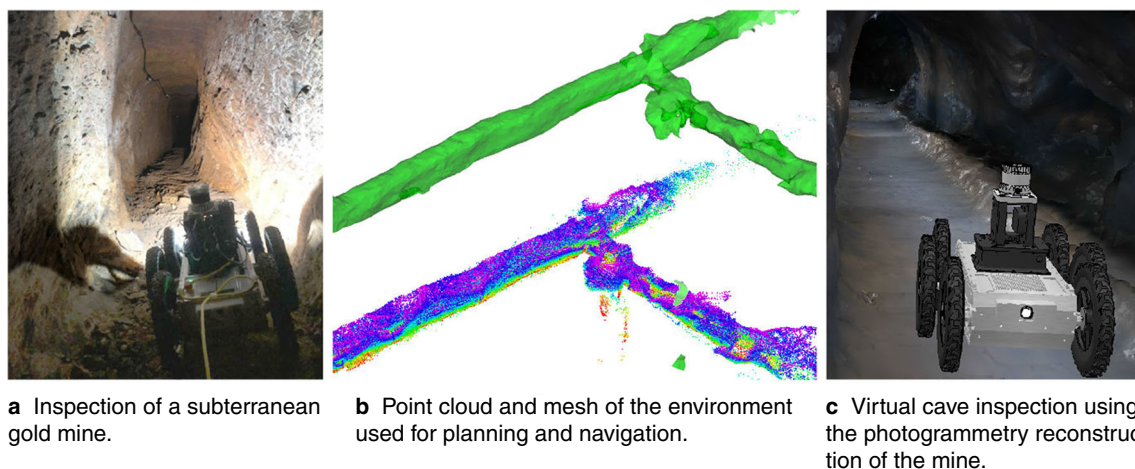 a Inspection of a subterranean
gold mine.
b Point cloud and mesh of the environment
used for planning and navigation.
c Virtual cave inspection using
the photogrammetry reconstruc-
tion of the mine.